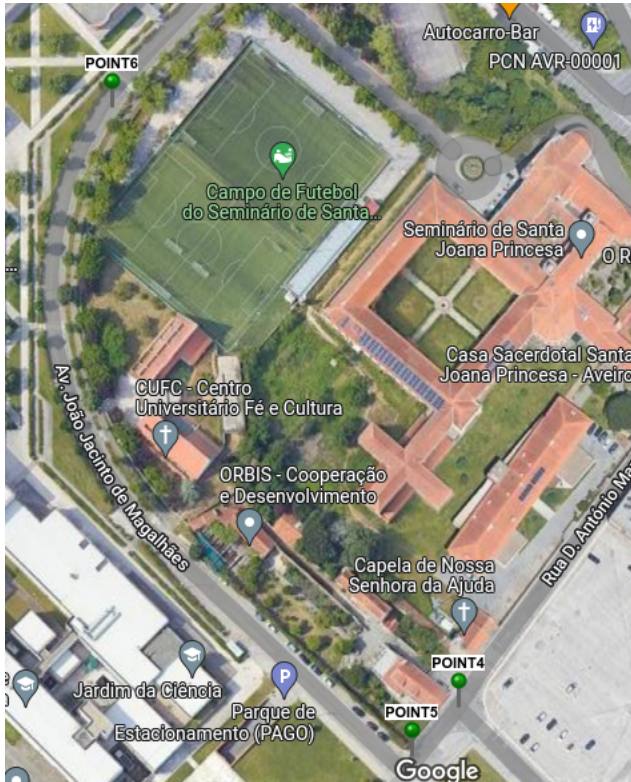 Autocarro-Bar
PCN AVR-00001
POINT6
Campo de Futebol
do Seminário de Santa...
Seminário de Santa
Joana Princesa
O R
...
Casa Sacerdotal Santa
Joana Princesa - Aveiro
CUFC - Centro
Universitário Fé e Cultura
Av. João Jacinto de Magalhães
ORBIS - Cooperação
e Desenvolvimento
Rua D. António Ma
Capela de Nossa
Senhora da Ajuda
POINT4
Jardim da Ciência
P
Parque de
Estacionamento (PAGO)
POINT5
Google